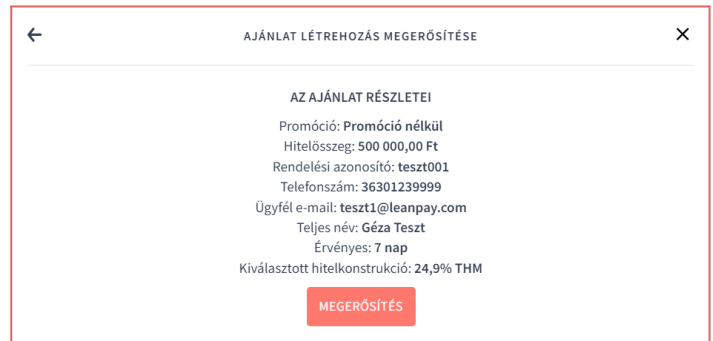 AJÁNLAT LÉTREHOZÁS MEGERŐSÍTÉSE
AZ AJÁNLAT RÉSZLETEI
Promóció: Promóció nélkül
Hitelösszeg: 500 000,00 Ft
Rendelési azonosító: teszt001
Telefonszám: 36301239999
Ügyfél e-mail: teszt1@leanpay.com
Teljes név: Géza Teszt
Érvényes: 7 nap
Kiválasztott hitelkonstrukció: 24,9% THM
MEGERŐSÍTÉS